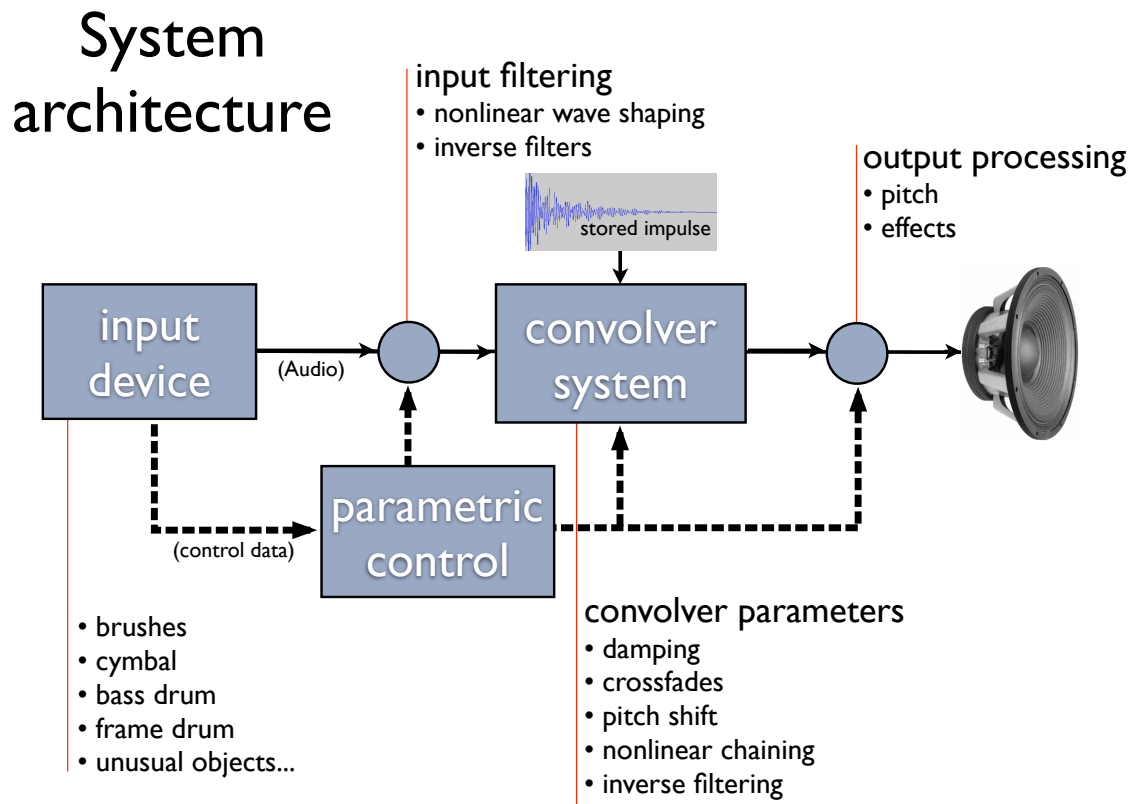 System
architecture
input filtering
• nonlinear wave shaping
• inverse filters
stored impulse
output processing
• pitch
• effects
input
device
(Audio)
convolver
system
parametric
control
(control data)
• brushes
• cymbal
• bass drum
• frame drum
• unusual objects...
convolver parameters
• damping
• crossfades
• pitch shift
• nonlinear chaining
• inverse filtering